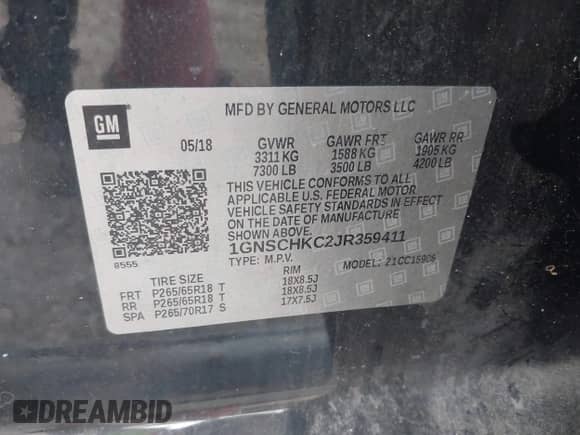 GM
MFD BY GENERAL MOTORS LLC
05/18 GVWR GAWR FRT GAWR RR
3311 KG 1588 KG 1905 KG
7300 LB 3500 LB 4200 LB
THIS VEHICLE CONFORMS TO ALL
APPLICABLE U.S. FEDERAL MOTOR
VEHICLE SAFETY STANDARDS IN EFFECT
ON THE DATE OF MANUFACTURE
SHOWN ABOVE.
1GNSCHKC2JR359411
8555
TYPE: M.P.V. MODEL: 21CC15906
TIRE SIZE RIM
FRT P265/65R18 T 18X8.5J
RR P265/65R18 T 18X8.5J
SPA P265/70R17 S 17X7.5J
DREAMBID